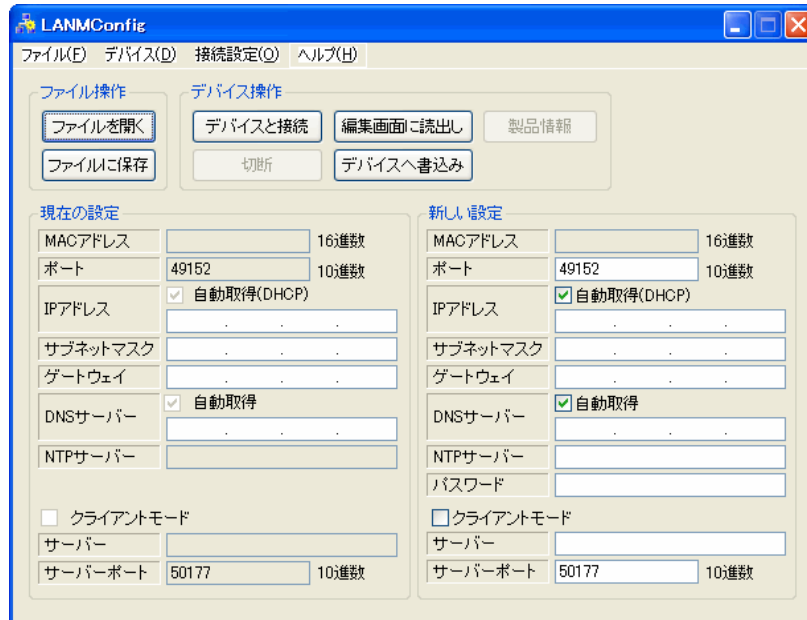 LANMConfig
ファイル(F) デバイス(D) 接続設定(O) ヘルプ(H)
ファイル操作
ファイルを開く
ファイルに保存
デバイス操作
デバイスと接続 編集画面に読出し 製品情報
切断 デバイスへ書込み
現在の設定
MACアドレス 16進数
ポート 49152 10進数
IPアドレス 自動取得(DHCP)
. . .
サブネットマスク . . .
ゲートウェイ . . .
DNSサーバー 自動取得
. . .
NTPサーバー
クライアントモード
サーバー
サーバーポート 50177 10進数
新しい設定
MACアドレス 16進数
ポート 49152 10進数
IPアドレス 自動取得(DHCP)
. . .
サブネットマスク . . .
ゲートウェイ . . .
DNSサーバー 自動取得
. . .
NTPサーバー
パスワード
クライアントモード
サーバー
サーバーポート 50177 10進数